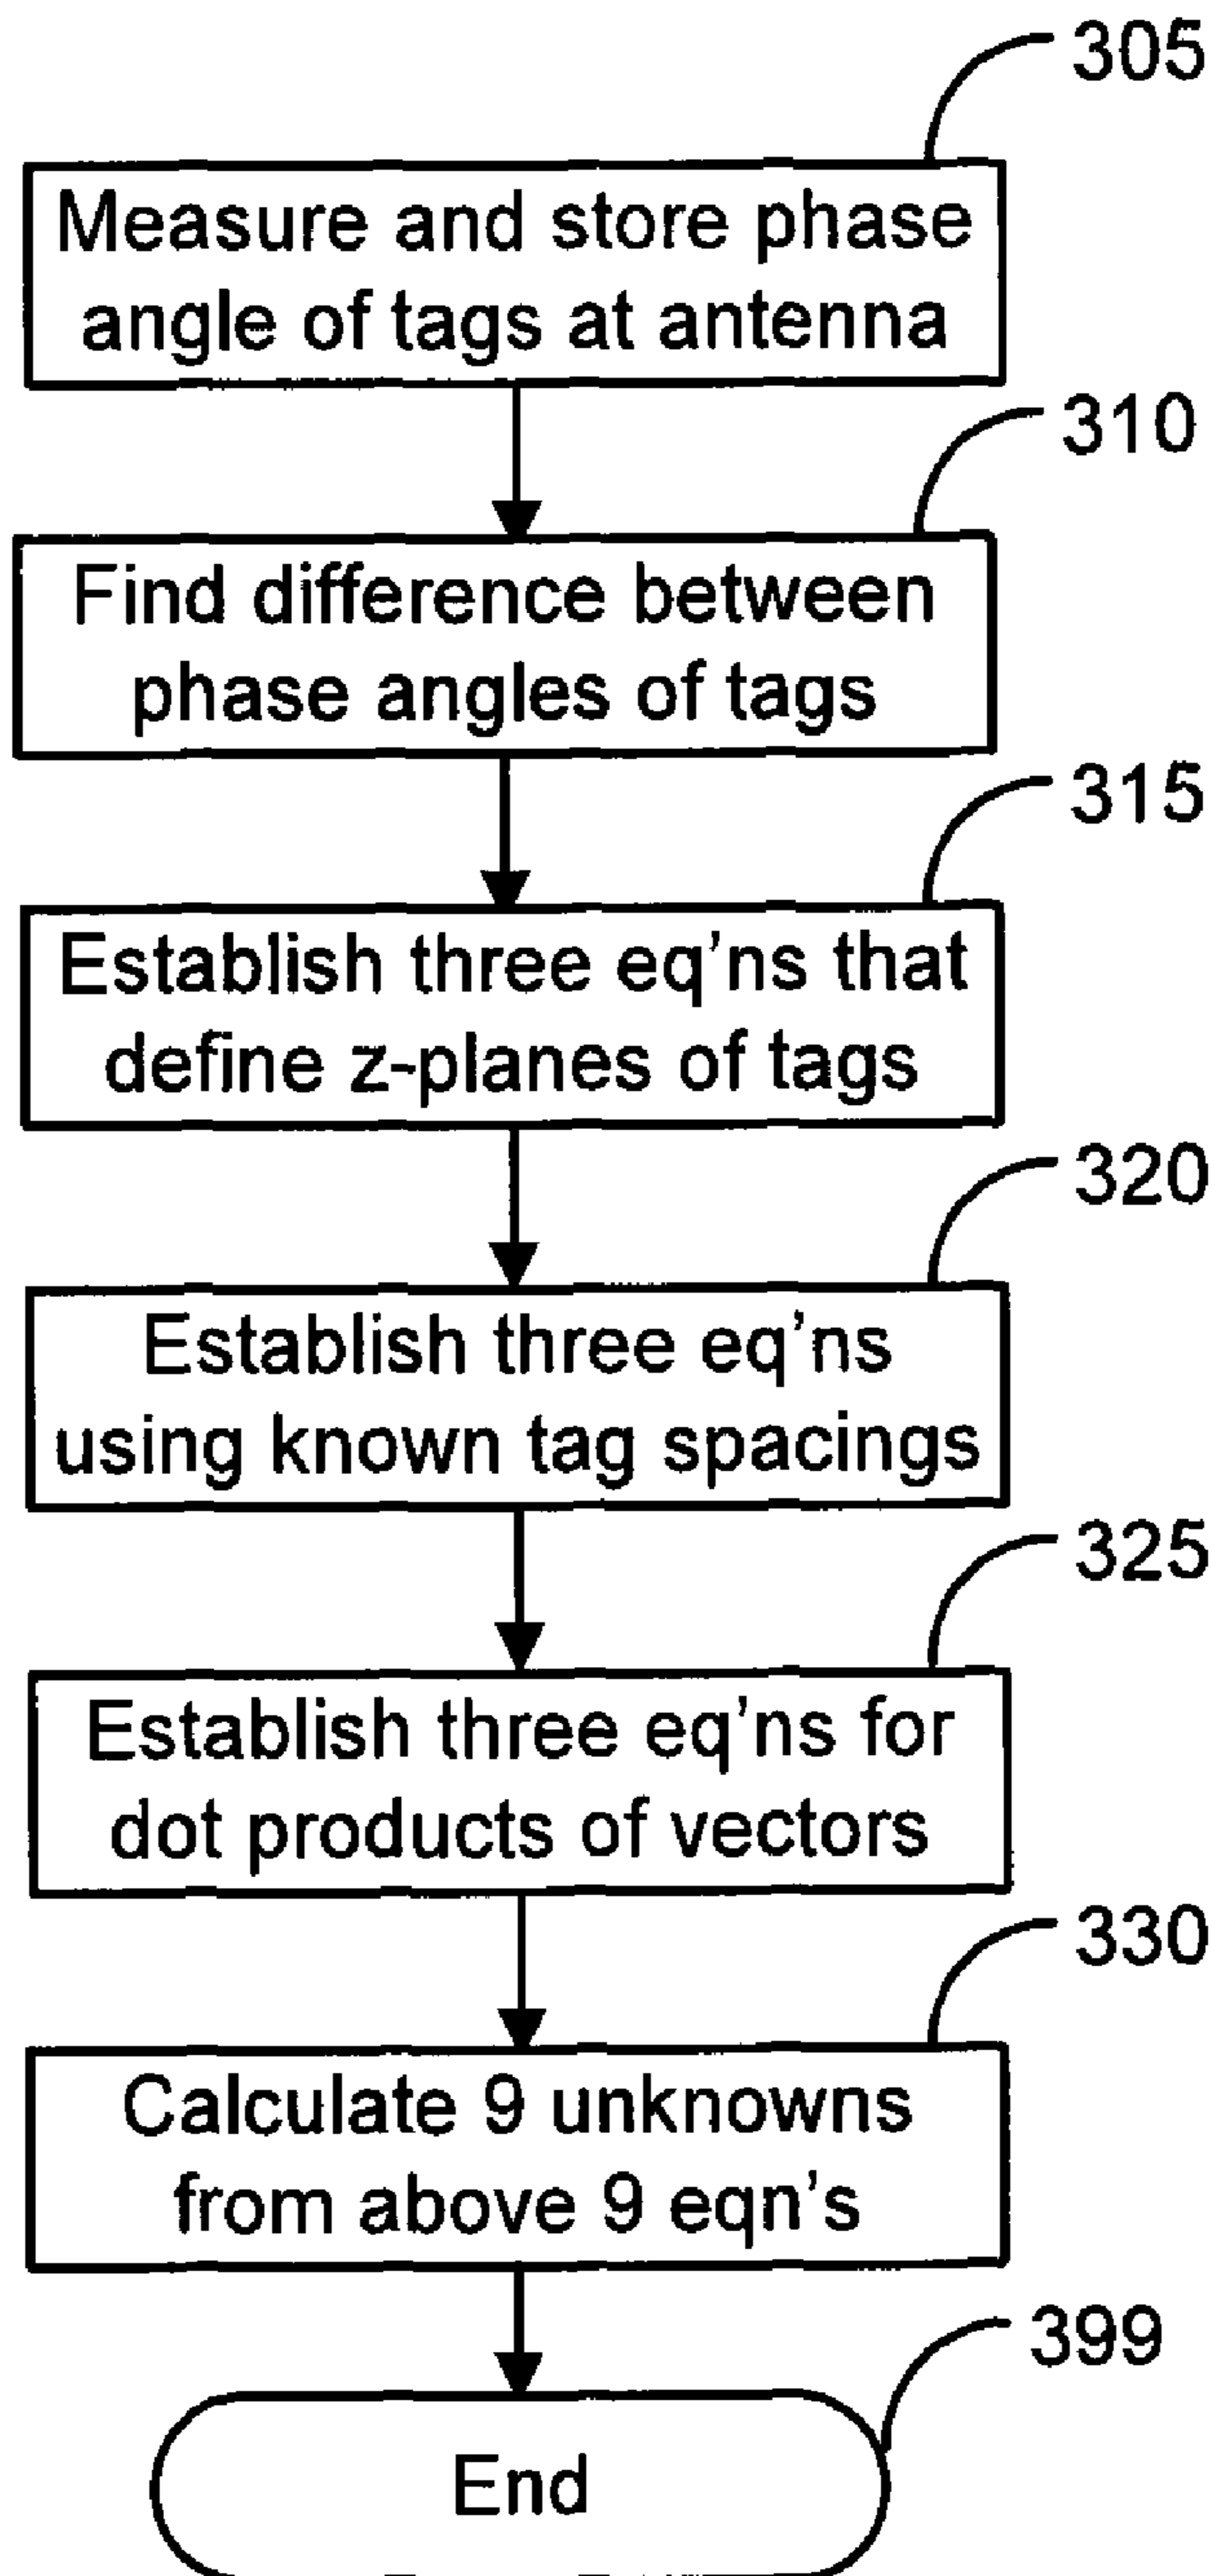 305
Measure and store phase
angle of tags at antenna
310
Find difference between
phase angles of tags
315
Establish three eq'ns that
define z-planes of tags
320
Establish three eq'ns
using known tag spacings
325
Establish three eq'ns for
dot products of vectors
330
Calculate 9 unknowns
from above 9 eqn's
399
End